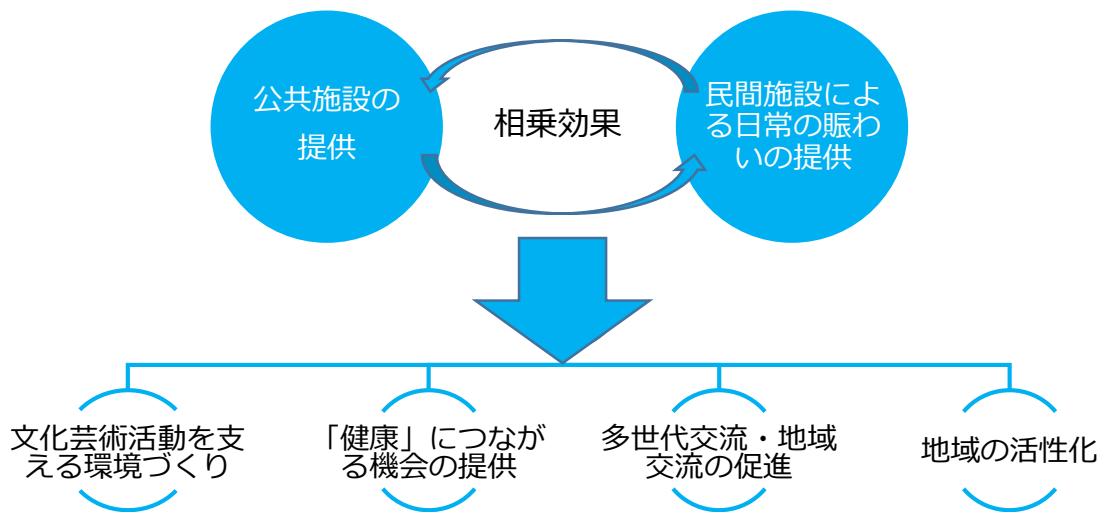 公共施設の
提供
相乗効果
民間施設によ
る日常の賑わ
いの提供
文化芸術活動を支
える環境づくり
「健康」につなが
る機会の提供
多世代交流・地域
交流の促進
地域の活性化